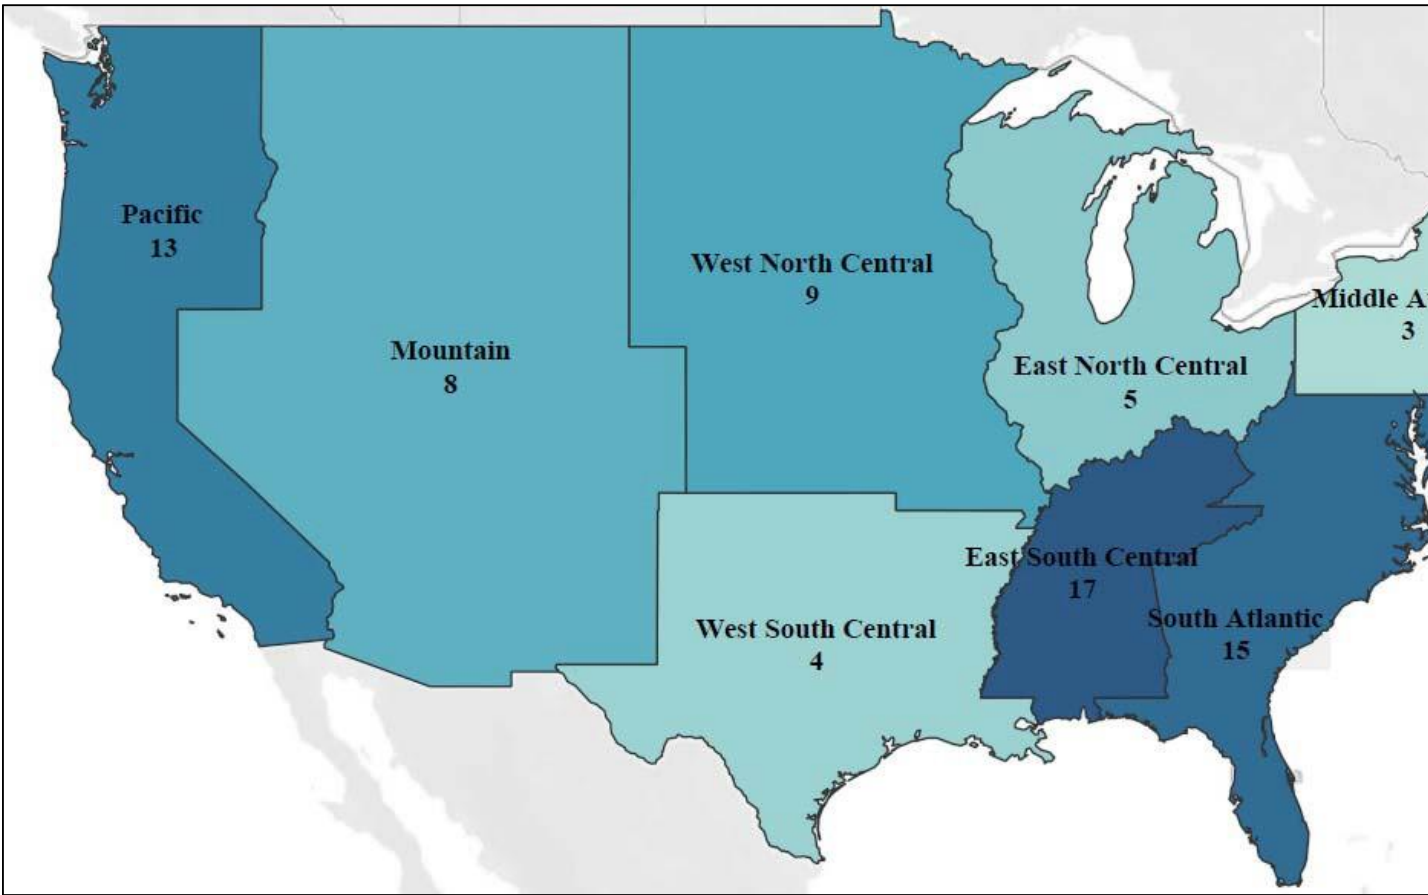 Pacific
13
Mountain
8
West North Central
9
East North Central
5
Middle A
3
West South Central
4
East South Central
17
South Atlantic
15